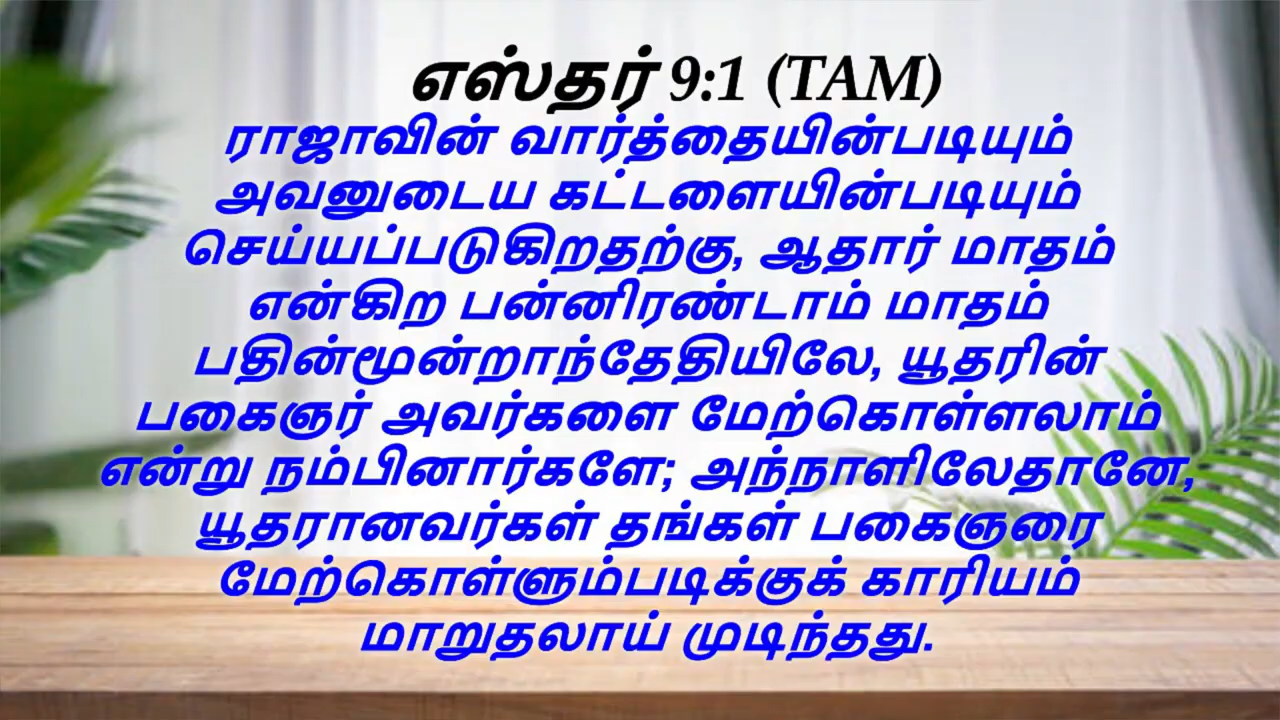 எஸ்தர் 9:1 (TAM)
ராஜாவின் வார்த்தையின்படியும்
அவனுடைய கட்டளையின்படியும்
செய்யப்படுகிறதற்கு, ஆதார் மாதம்
என்கிற பன்னிரண்டாம் மாதம்
பதின்மூன்றாந்தேதியிலே, யூதரின்
பகைஞர் அவர்களை மேற்கொள்ளலாம்
என்று நம்பினார்களே; அந்நாளிலேதானே,
யூதரானவர்கள் தங்கள் பகைஞரை
மேற்கொள்ளும்படிக்குக் காரியம்
மாறுதலாய் முடிந்தது.